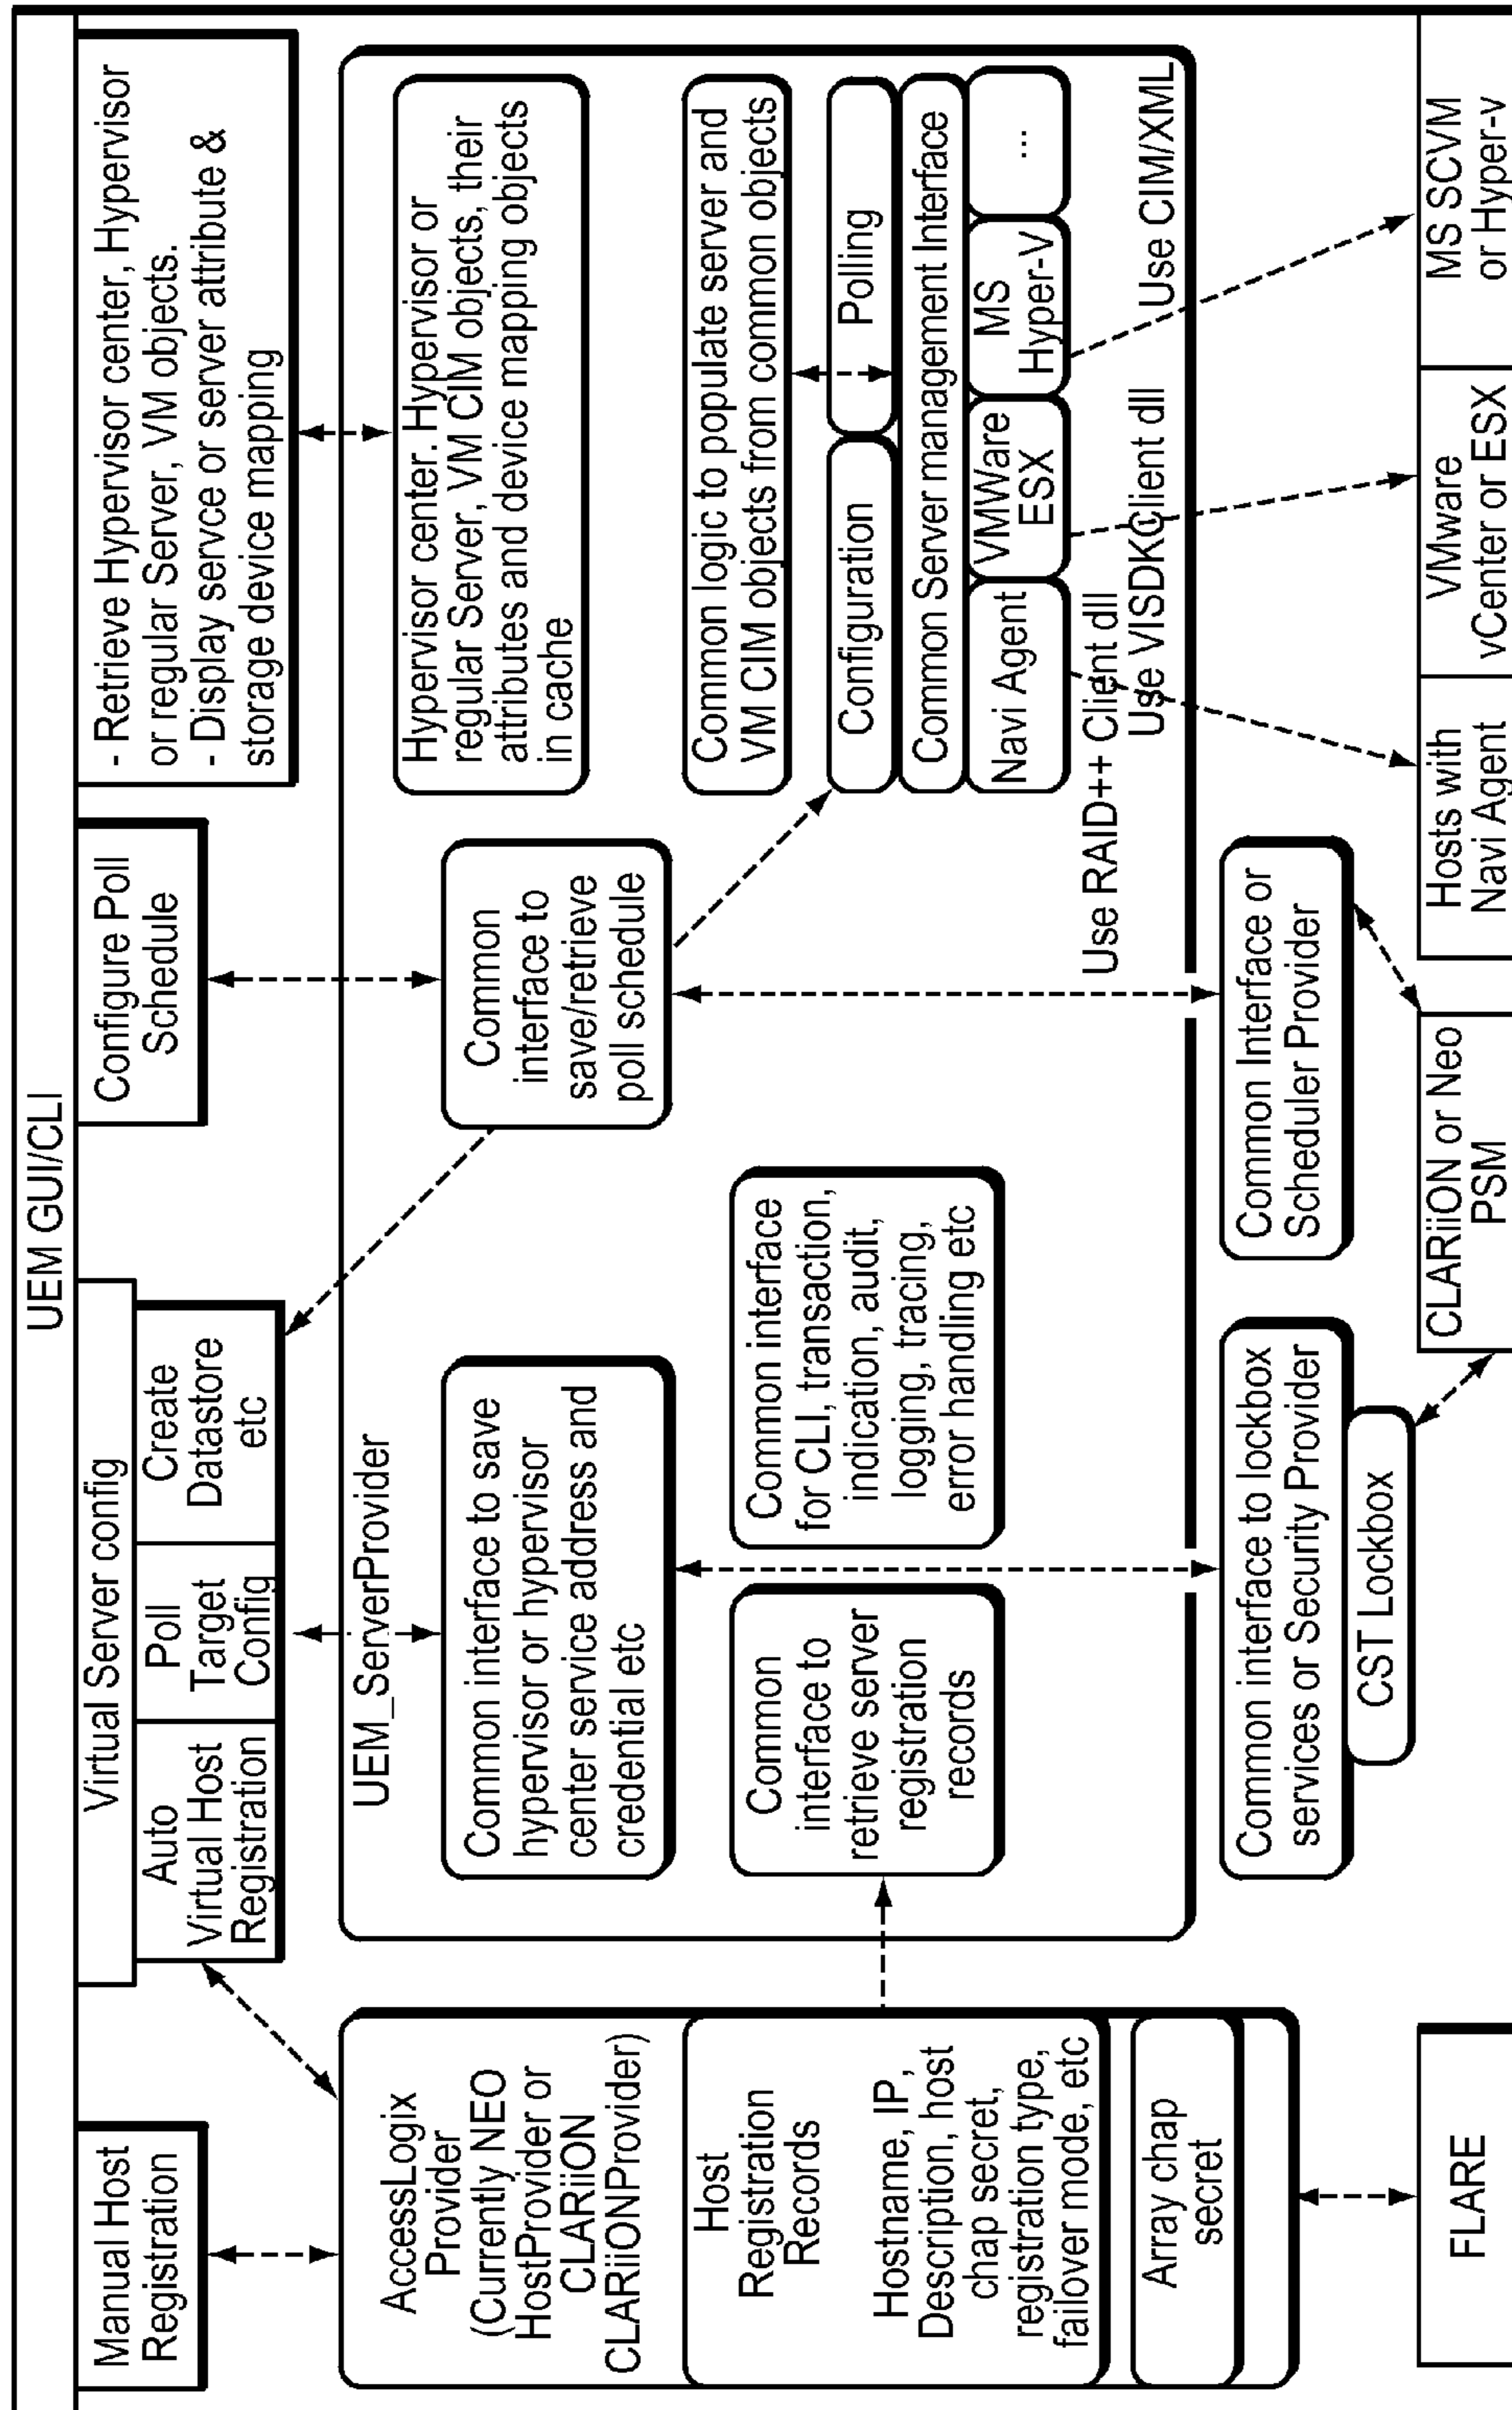 UEM GUI/CLI
Manual Host
Registration
Virtual Server config
Auto
Virtual Host
Registration
Poll
Target
Config
Create
Datastore
etc
Configure Poll
Schedule
- Retrieve Hypervisor center, Hypervisor
or regular Server, VM objects.
- Display servce or server attribute &
storage device mapping
AccessLogix
Provider
(Currently NEO
HostProvider or
CLARiiON
CLARiiONProvider)
Host
Registration
Records
Hostname, IP,
Description, host
chap secret,
registration type,
failover mode, etc
Array chap
secret
UEM_ServerProvider
Common interface to save
hypervisor or hypervisor
center service address and
credential etc
Common
interface to
retrieve server
registration
records
Common interface
for CLI, transaction,
indication, audit,
logging, tracing,
error handling etc
Common
interface to
save/retrieve
poll schedule
Hypervisor center. Hypervisor or
regular Server, VM CIM objects, their
attributes and device mapping objects
in cache
Common logic to populate server and
VM CIM objects from common objects
Configuration
Polling
Common Server management Interface
Navi Agent
VMWare
ESX
MS
Hyper-V
...
Use RAID++ Client dll
Use VISDKClient dll
Use CIM/XML
Common interface to lockbox
services or Security Provider
CST Lockbox
Common Interface or
Scheduler Provider
FLARE
CLARiiON or Neo
PSM
Hosts with
Navi Agent
VMware
vCenter or ESX
MS SCVM
or Hyper-v